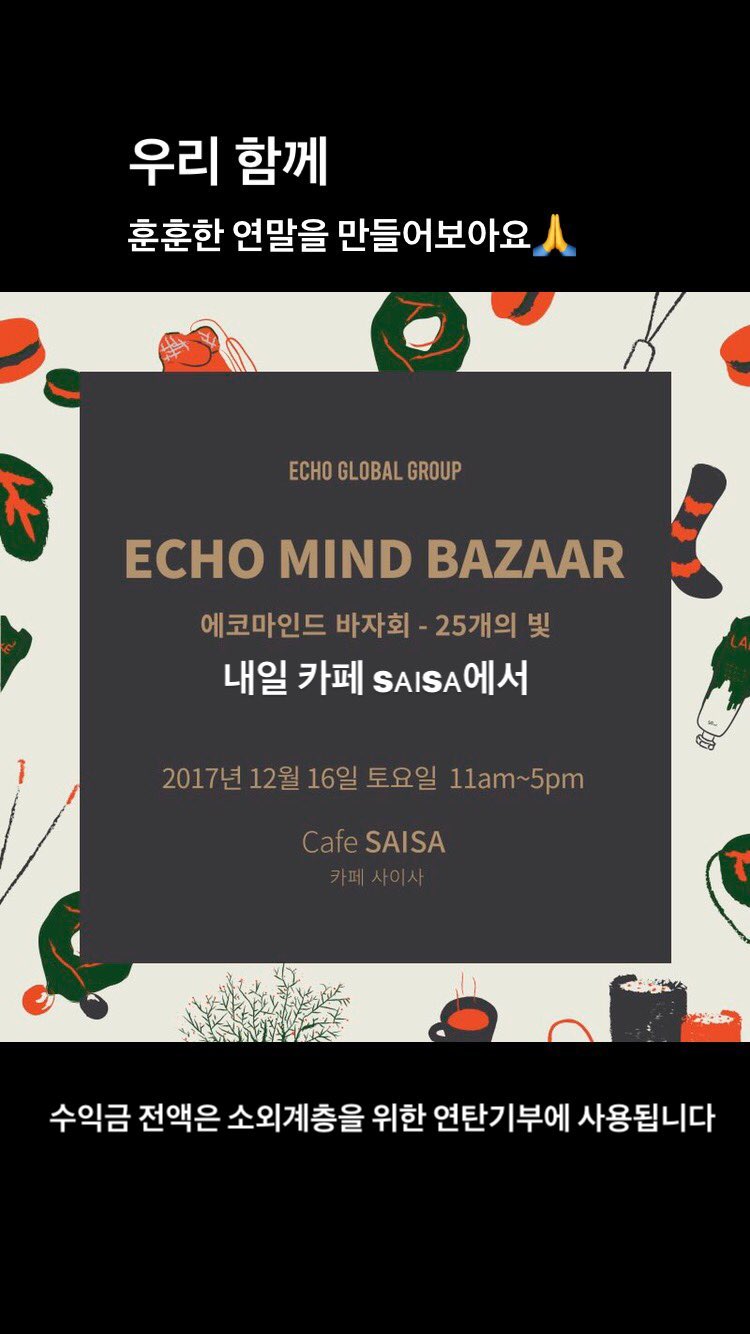 우리 함께
훈훈한 연말을 만들어보아요🙏
ECHO GLOBAL GROUP
ECHO MIND BAZAAR
에코마인드 바자회 - 25개의 빛
내일 카페 SAISA에서
2017년 12월 16일 토요일 11am~5pm
Cafe SAISA
카페 사이사
수익금 전액은 소외계층을 위한 연탄기부에 사용됩니다